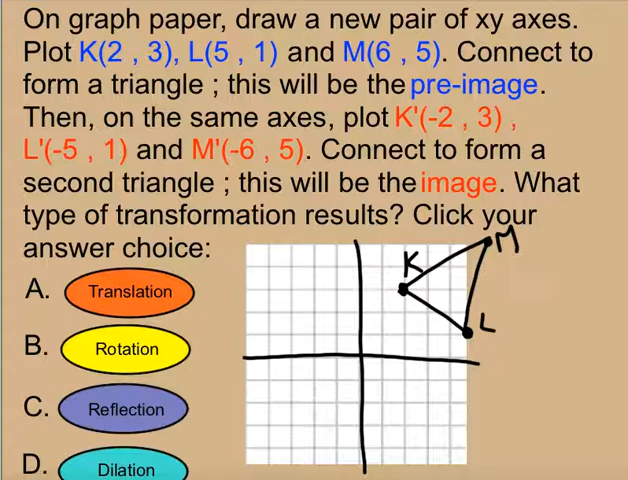 On graph paper, draw a new pair of xy axes.
Plot K(2 , 3), L(5 , 1) and M(6 , 5). Connect to
form a triangle ; this will be the pre-image.
Then, on the same axes, plot K'(-2 , 3) ,
L'(-5 , 1) and M'(-6 , 5). Connect to form a
second triangle ; this will be the image. What
type of transformation results? Click your
answer choice:
A. Translation
B. Rotation
C. Reflection
D. Dilation
M
K
L